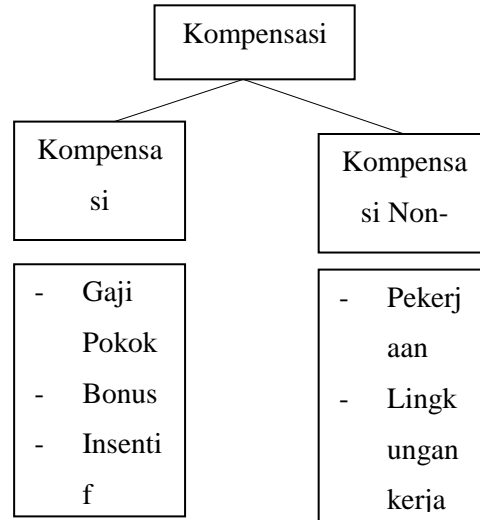 Kompensasi
Kompensa
si
Kompensa
si Non-
- Gaji
Pokok
- Bonus
- Insenti
f
- Pekerj
aan
- Lingk
ungan
kerja